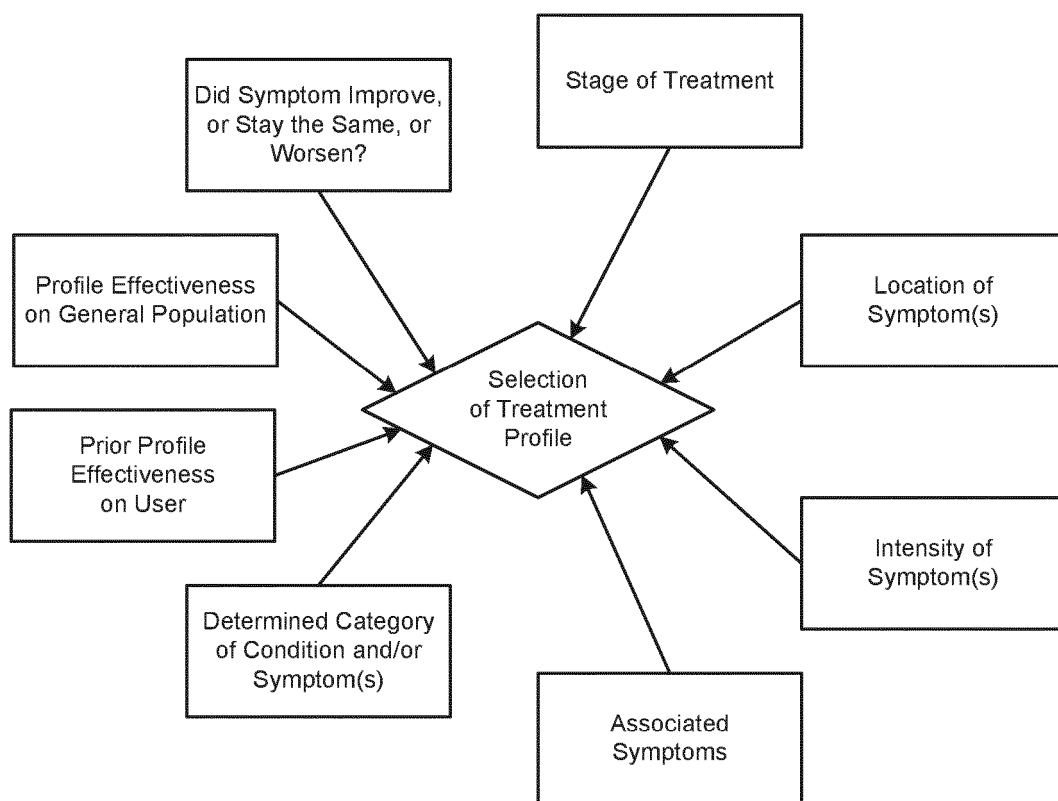 Stage of Treatment
Did Symptom Improve,
or Stay the Same, or
Worsen?
Profile Effectiveness
on General Population
Location of
Symptom(s)
Selection
of Treatment
Profile
Prior Profile
Effectiveness
on User
Intensity of
Symptom(s)
Determined Category
of Condition and/or
Symptom(s)
Associated
Symptoms